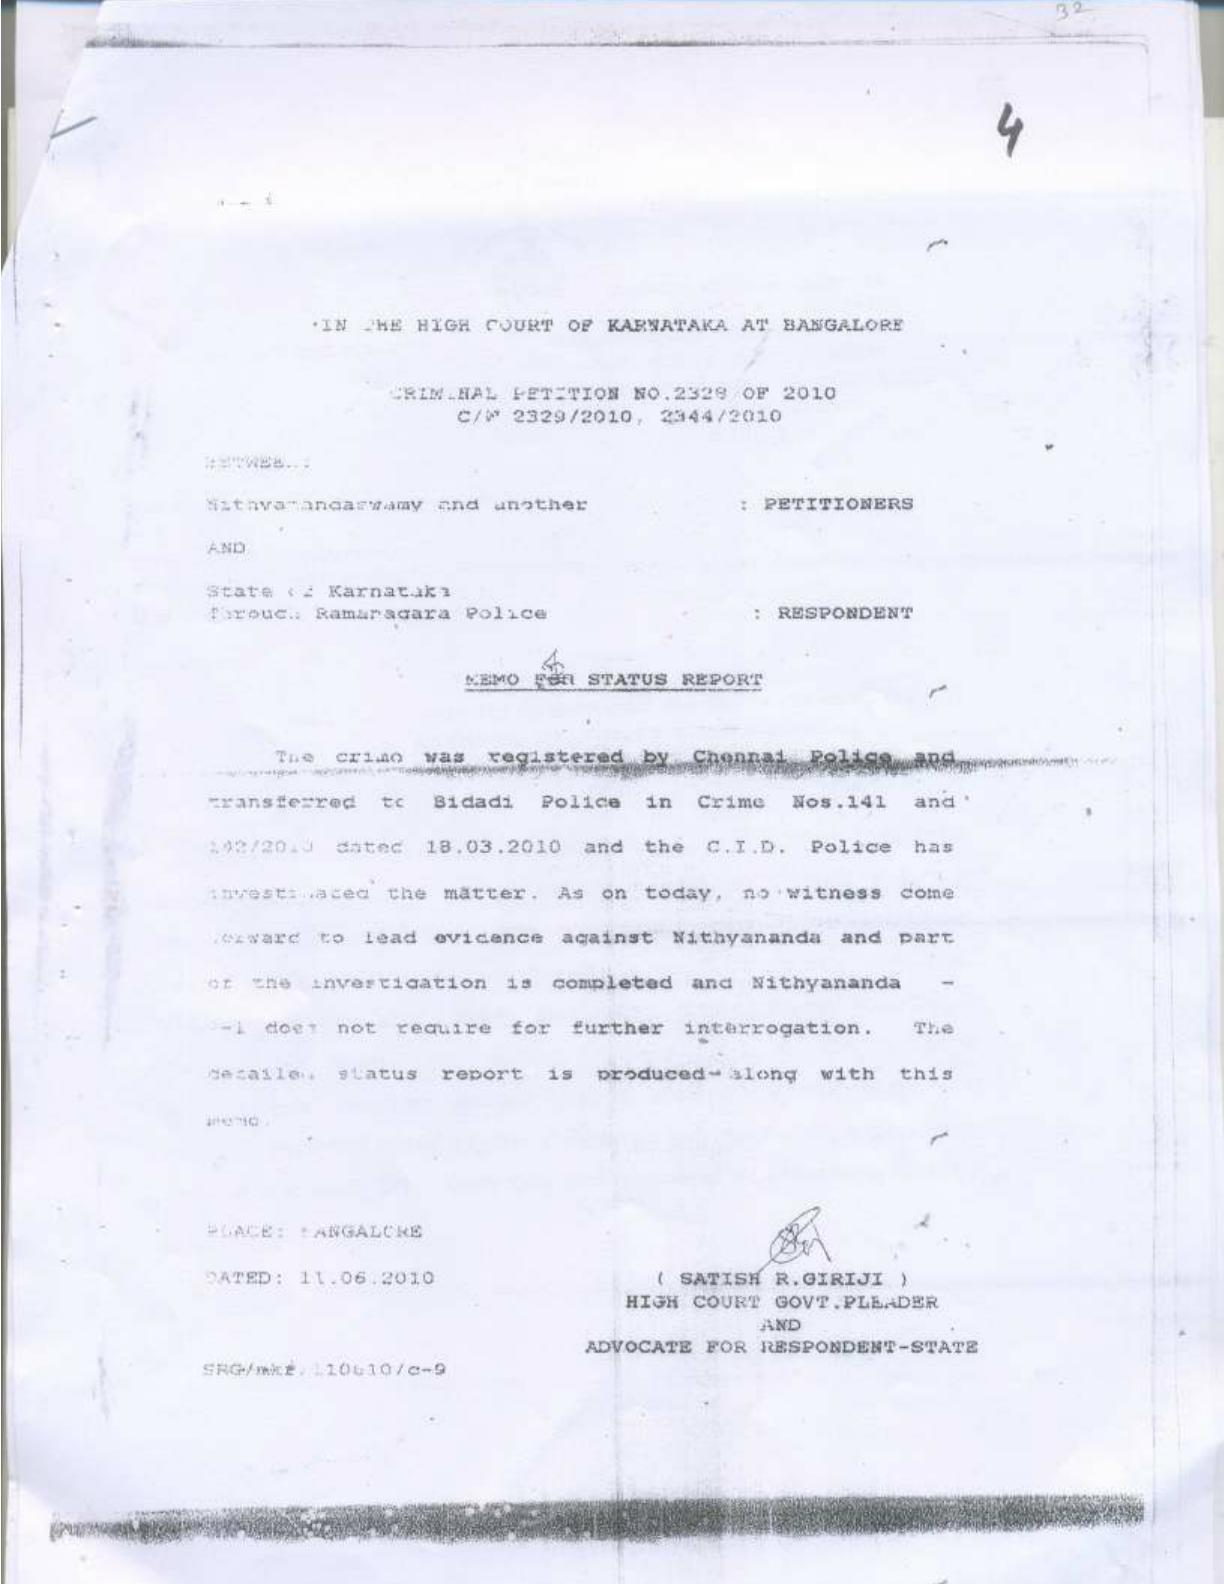 32
4
IN THE HIGH COURT OF KARNATAKA AT BANGALORE
CRIMINAL PETITION NO.2328 OF 2010
C/W 2329/2010, 2344/2010
BETWEEN:
Nithyanandaswamy and another : PETITIONERS
AND
State of Karnataka
Through Ramanagara Police : RESPONDENT
MEMO STATUS REPORT
The crime was registered by Chennai Police and
transferred to Bidadi Police in Crime Nos.141 and
142/2010 dated 18.03.2010 and the C.I.D. Police has
investigated the matter. As on today, no witness come
forward to lead evidence against Nithyananda and part
of the investigation is completed and Nithyananda -
does not require for further interrogation. The
detailed status report is produced along with this
memo.
PLACE: BANGALORE
DATED: 11.06.2010
( SATISH R.GIRIJI )
HIGH COURT GOVT.PLEADER
AND
ADVOCATE FOR RESPONDENT-STATE
SRG/mkf/110610/c-9